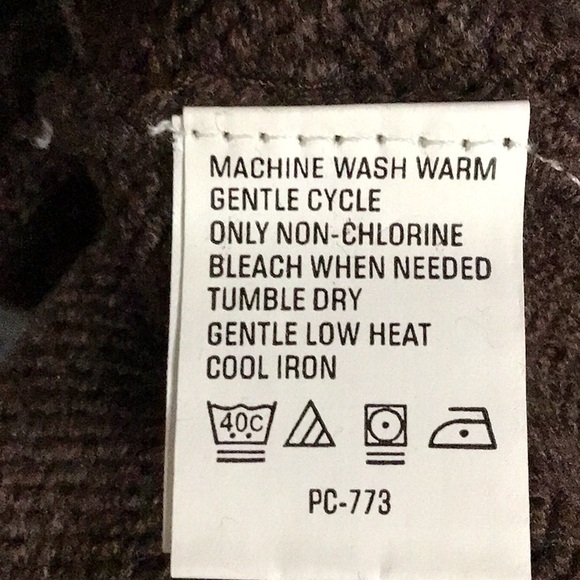 MACHINE WASH WARM
GENTLE CYCLE
ONLY NON-CHLORINE
BLEACH WHEN NEEDED
TUMBLE DRY
GENTLE LOW HEAT
COOL IRON
40C
PC-773